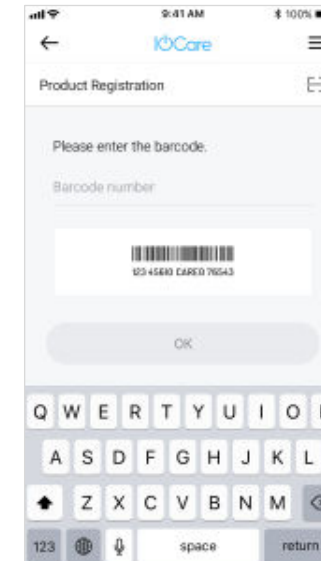 9:41 AM 100%
IOCare
Product Registration
Please enter the barcode.
Barcode number
OK
Q W E R T Y U I O
A S D F G H J K L
Z X C V B N M
123 space return